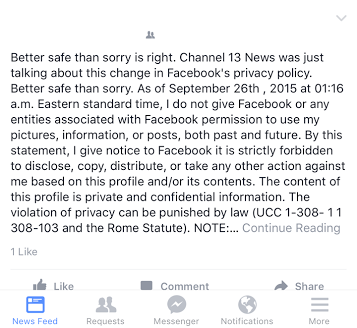 Better safe than sorry is right. Channel 13 News was just
talking about this change in Facebook's privacy policy.
Better safe than sorry. As of September 26th , 2015 at 01:16
a.m. Eastern standard time, I do not give Facebook or any
entities associated with Facebook permission to use my
pictures, information, or posts, both past and future. By this
statement, I give notice to Facebook it is strictly forbidden
to disclose, copy, distribute, or take any other action against
me based on this profile and/or its contents. The content of
this profile is private and confidential information. The
violation of privacy can be punished by law (UCC 1-308- 1 1
308-103 and the Rome Statute). NOTE:... Continue Reading
1 Like
Like Comment Share
News Feed Requests Messenger Notifications More